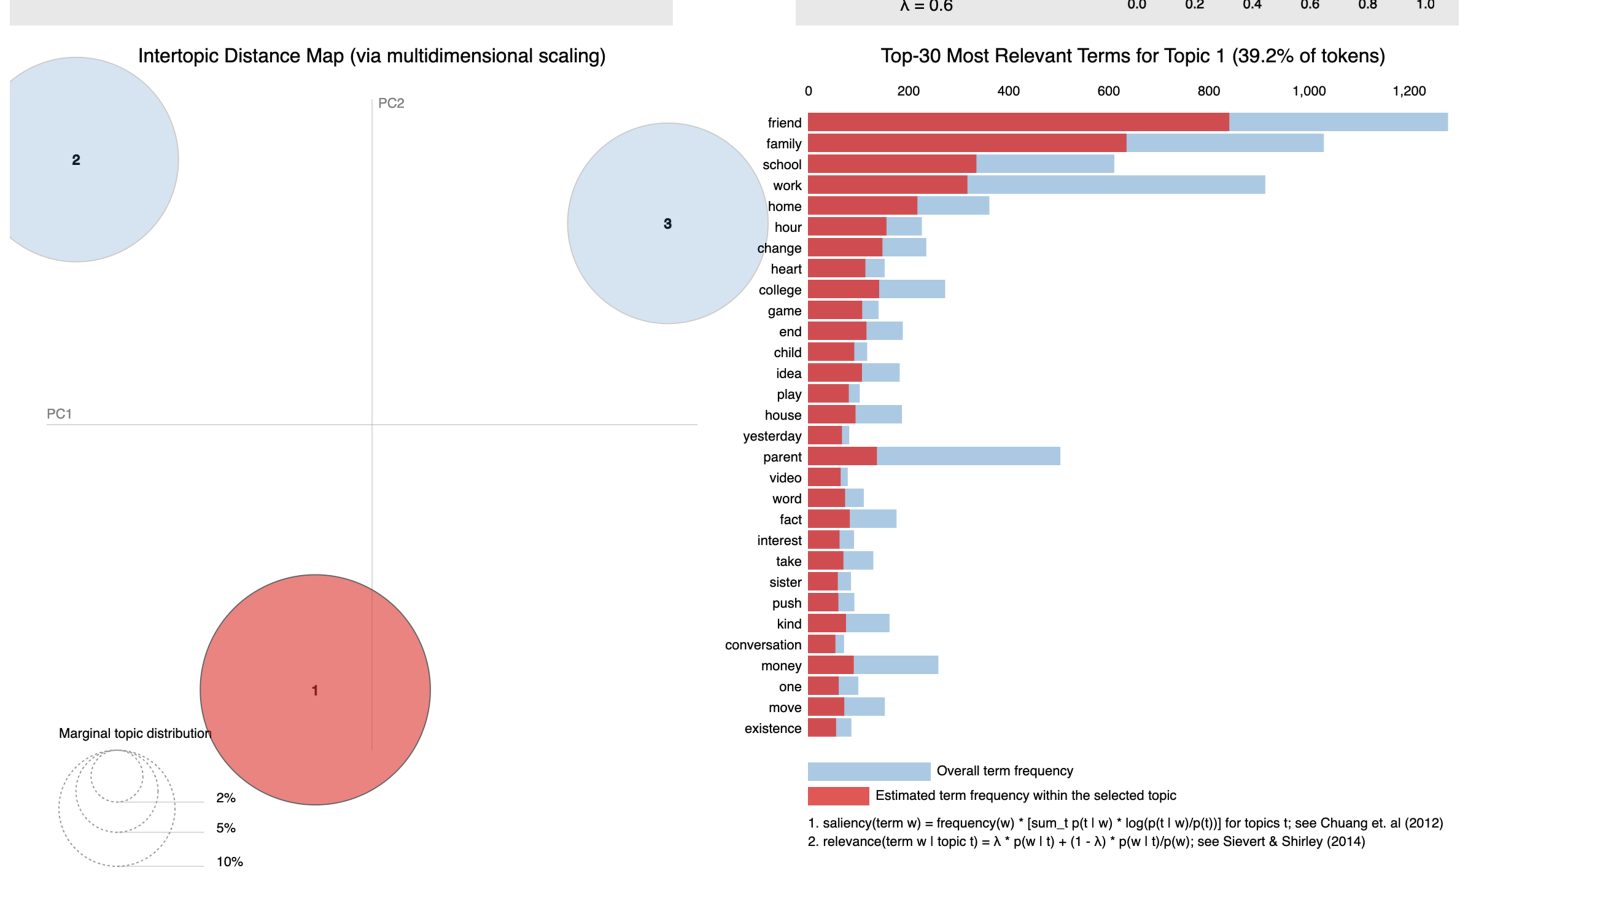 λ = 0.6
0.0 0.2 0.4 0.6 0.8 1.0
Intertopic Distance Map (via multidimensional scaling)
PC2
2
3
PC1
1
Marginal topic distribution
2%
5%
10%
Top-30 Most Relevant Terms for Topic 1 (39.2% of tokens)
0 200 400 600 800 1,000 1,200
friend
family
school
work
home
hour
change
heart
college
game
end
child
idea
play
house
yesterday
parent
video
word
fact
interest
take
sister
push
kind
conversation
money
one
move
existence
Overall term frequency
Estimated term frequency within the selected topic
1. saliency(term w) = frequency(w) * [sum_t p(t | w) * log(p(t | w)/p(t))] for topics t; see Chuang et. al (2012)
2. relevance(term w | topic t) = λ * p(w | t) + (1 - λ) * p(w | t)/p(w); see Sievert & Shirley (2014)